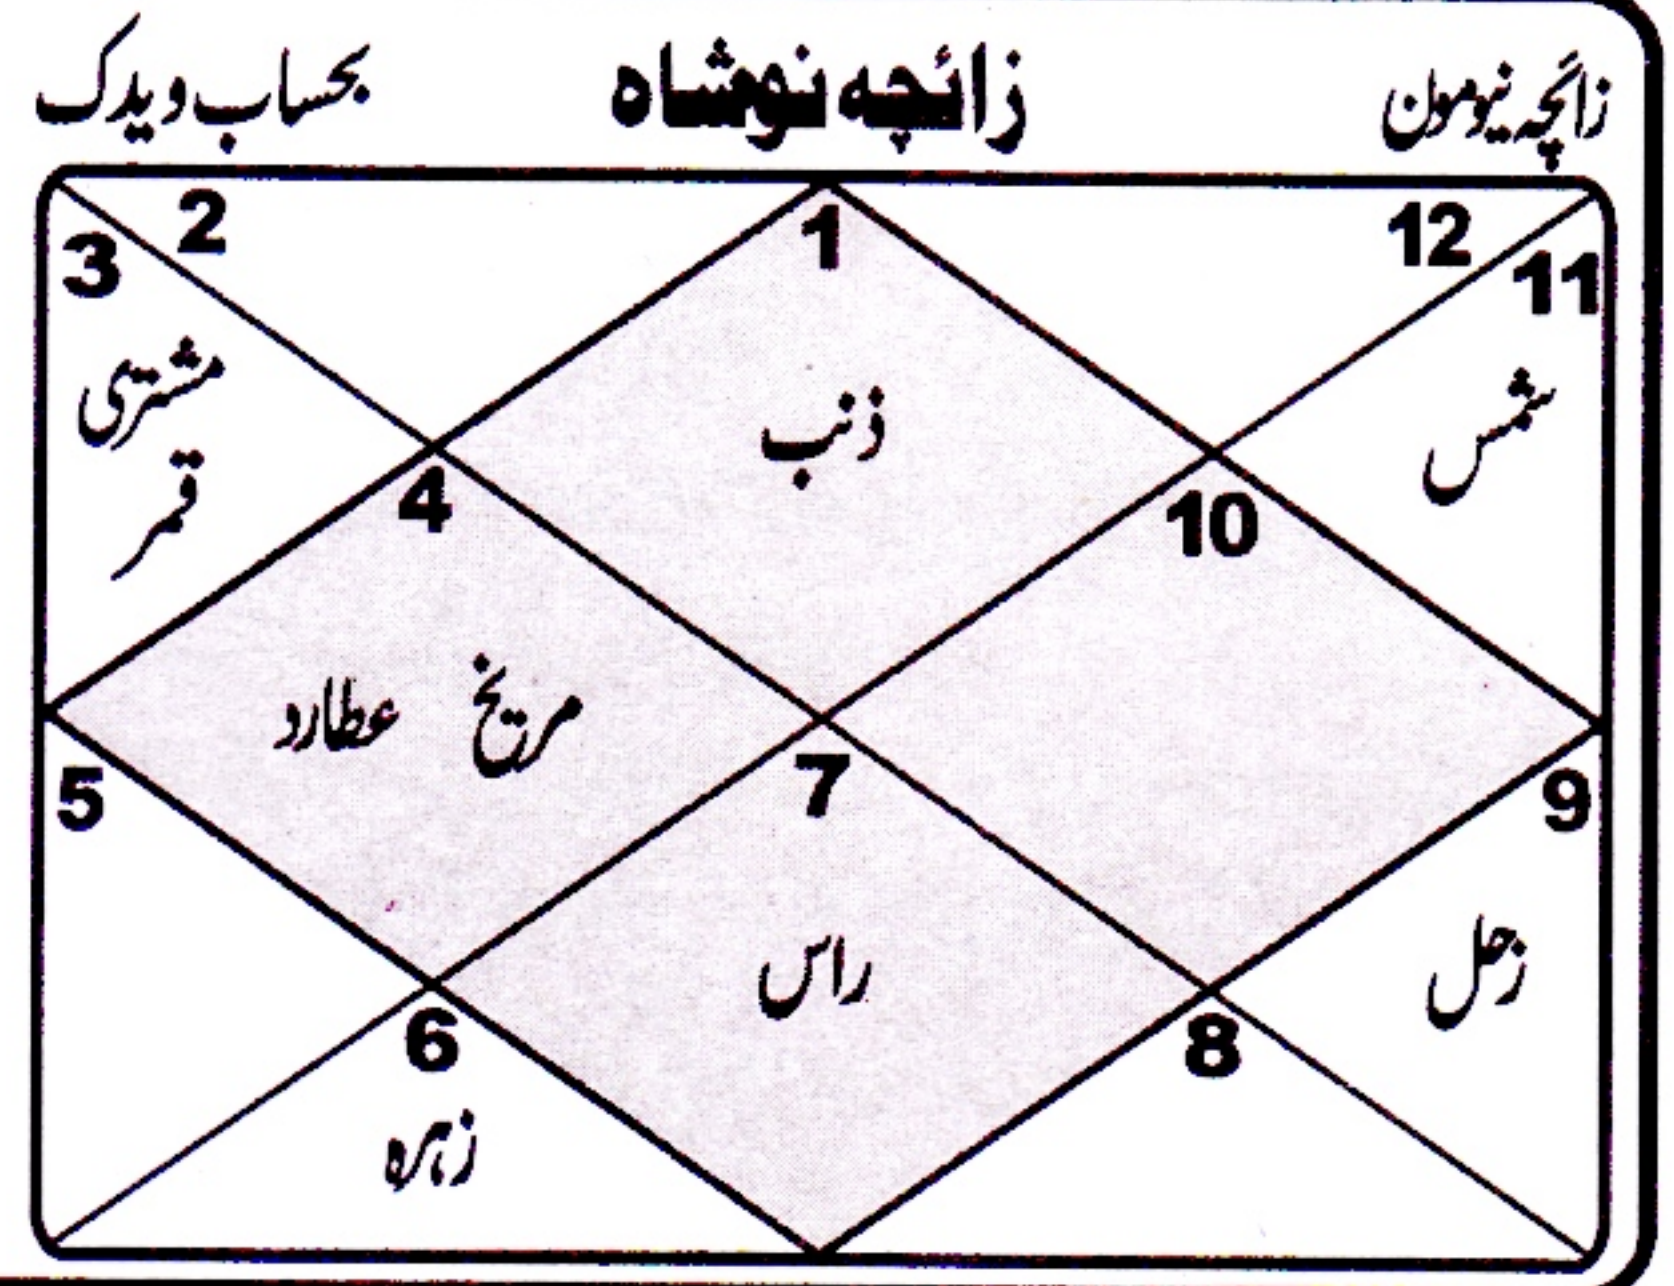 زائچہ نیومون
زائچہ نوشاہ
بحساب ویدک
12
1
2
11
3
شمس
مشتری
ذنب
قمر
10
4
مریخ عطارد
9
7
5
زحل
راس
8
6
زہرہ